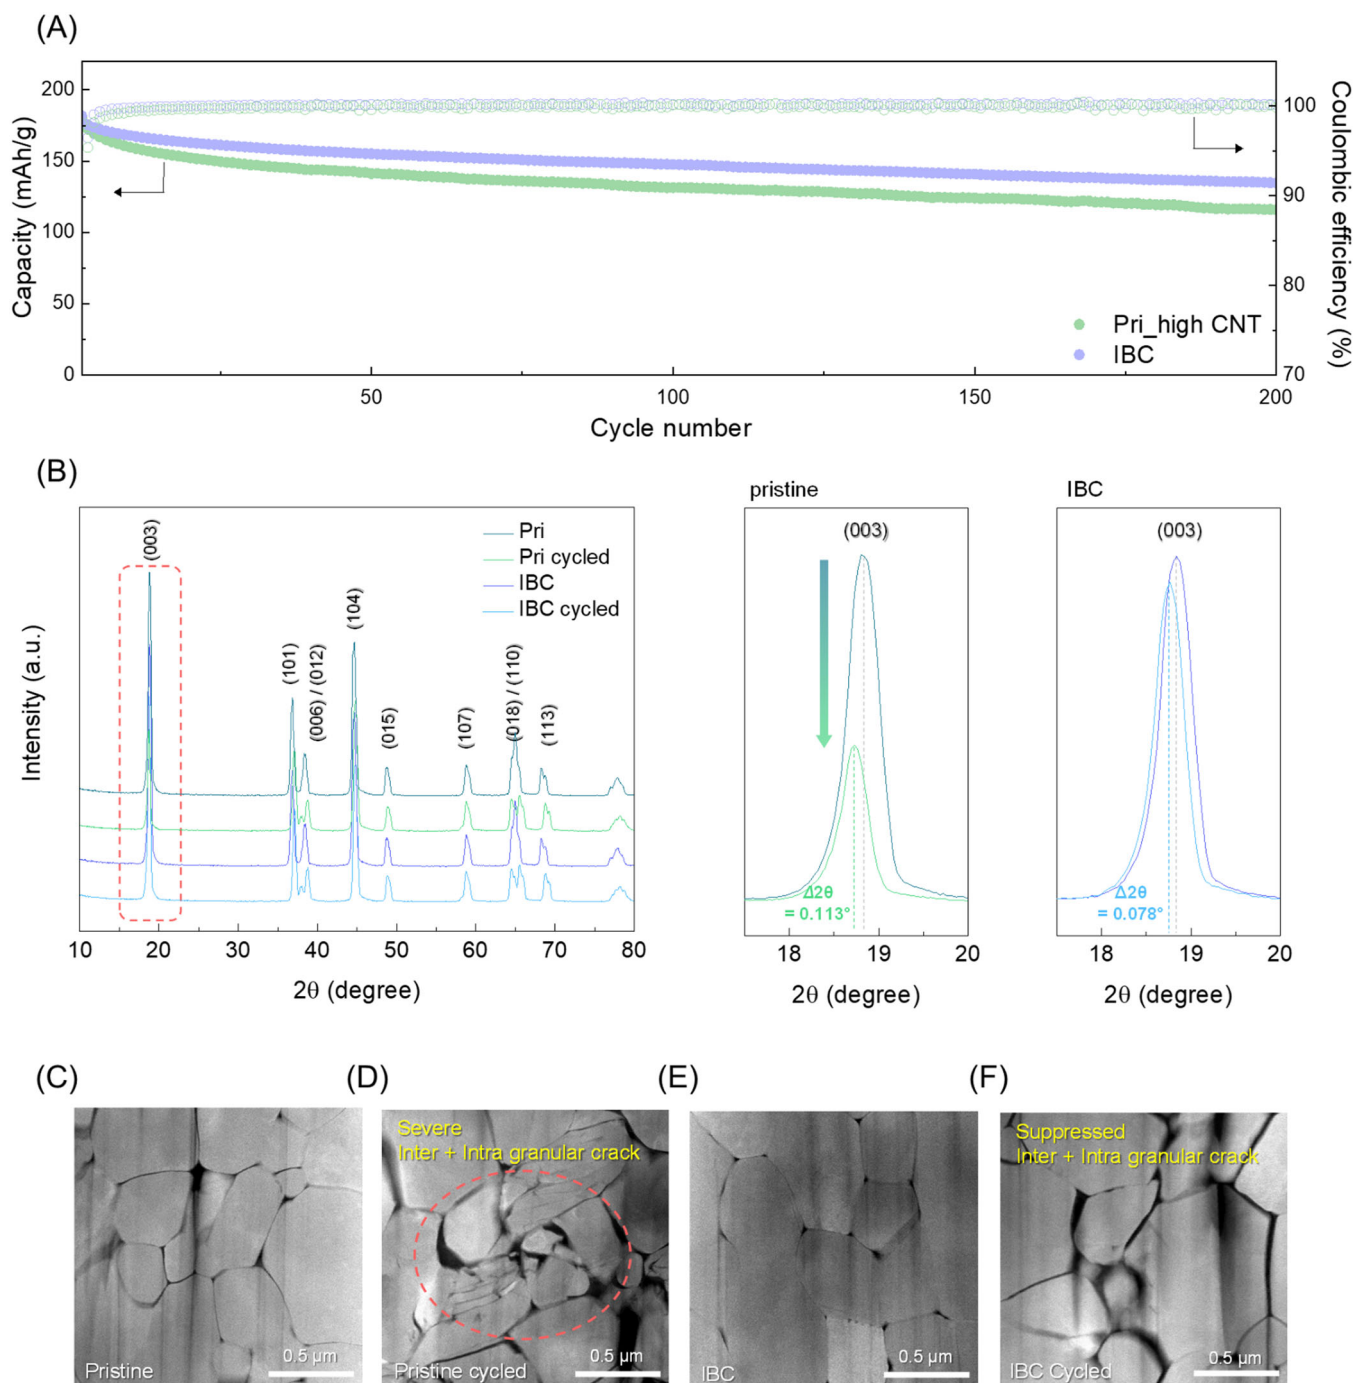 (A)
200
150
100
50
0
Capacity (mAh/g)
50
100
150
200
Cycle number
100
90
80
70
Coulombic efficiency (%)
Pri_high CNT
IBC
(B)
Intensity (a.u.)
(003)
(101)
(006) / (012)
(104)
(015)
(107)
(018) / (110)
(113)
Pri
Pri cycled
IBC
IBC cycled
10
20
30
40
50
60
70
80
2θ (degree)
pristine
(003)
Δ2θ
= 0.113°
18
19
20
2θ (degree)
IBC
(003)
Δ2θ
= 0.078°
18
19
20
2θ (degree)
(C)
Pristine
0.5 μm
(D)
Severe
Inter + Intra granular crack
Pristine cycled
0.5 μm
(E)
IBC
0.5 μm
(F)
Suppressed
Inter + Intra granular crack
IBC Cycled
0.5 μm